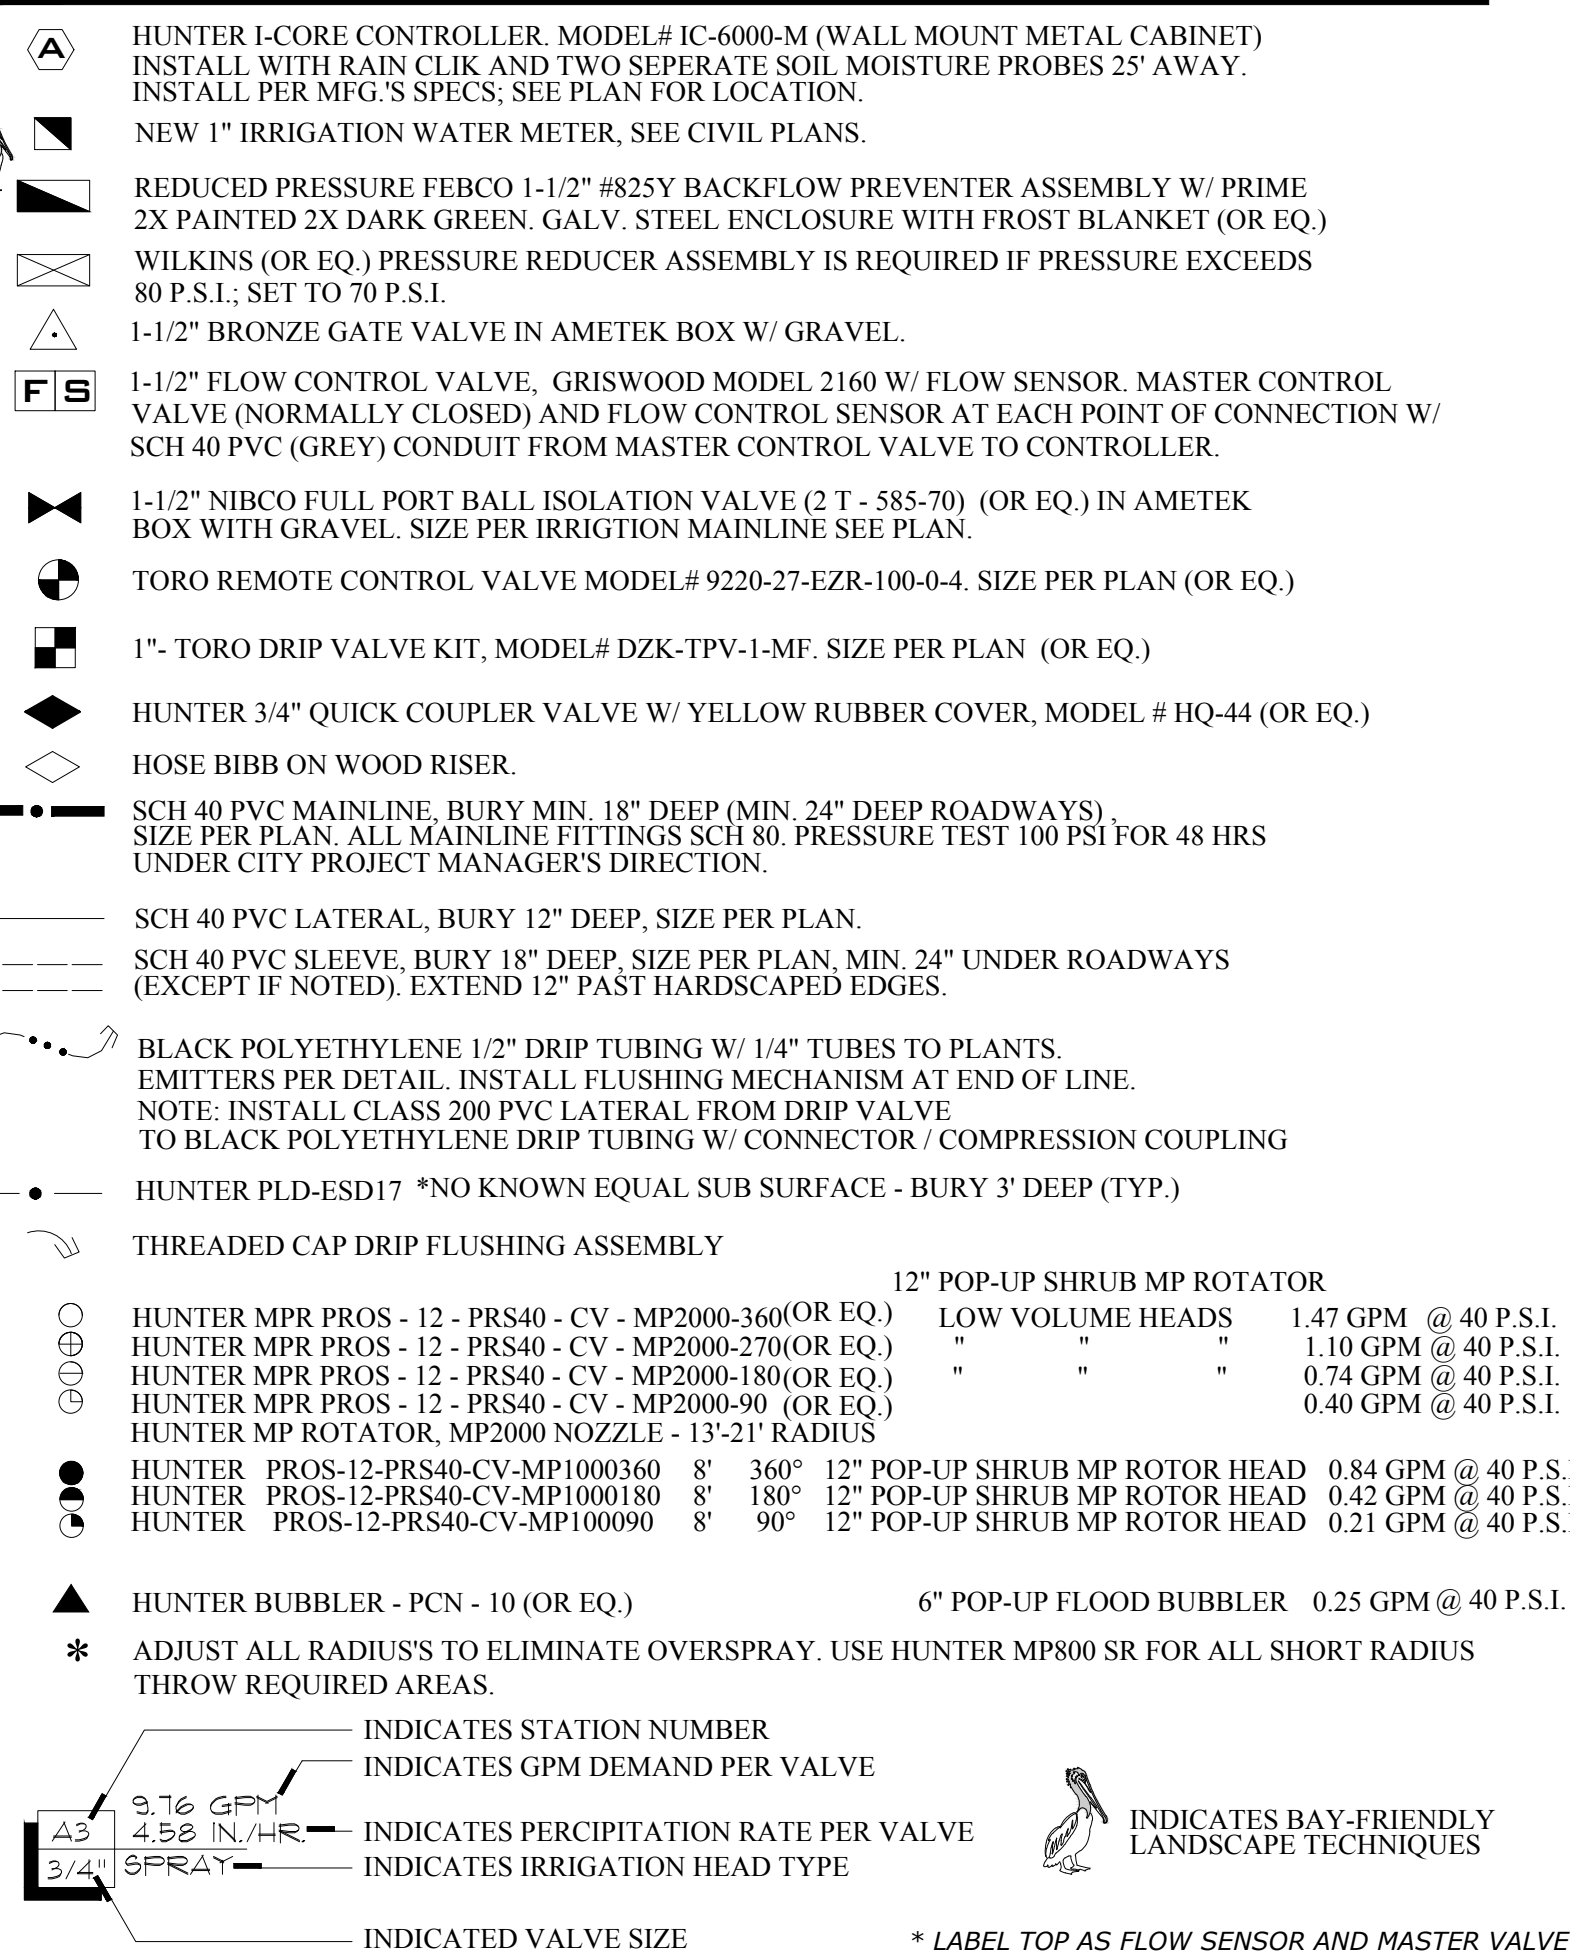 A
HUNTER I-CORE CONTROLLER. MODEL# IC-6000-M (WALL MOUNT METAL CABINET)
INSTALL WITH RAIN CLIK AND TWO SEPERATE SOIL MOISTURE PROBES 25' AWAY.
INSTALL PER MFG.'S SPECS; SEE PLAN FOR LOCATION.
NEW 1" IRRIGATION WATER METER, SEE CIVIL PLANS.
REDUCED PRESSURE FEBCO 1-1/2" #825Y BACKFLOW PREVENTER ASSEMBLY W/ PRIME
2X PAINTED 2X DARK GREEN. GALV. STEEL ENCLOSURE WITH FROST BLANKET (OR EQ.)
WILKINS (OR EQ.) PRESSURE REDUCER ASSEMBLY IS REQUIRED IF PRESSURE EXCEEDS
80 P.S.I.; SET TO 70 P.S.I.
1-1/2" BRONZE GATE VALVE IN AMETEK BOX W/ GRAVEL.
F S
1-1/2" FLOW CONTROL VALVE, GRISWOOD MODEL 2160 W/ FLOW SENSOR. MASTER CONTROL
VALVE (NORMALLY CLOSED) AND FLOW CONTROL SENSOR AT EACH POINT OF CONNECTION W/
SCH 40 PVC (GREY) CONDUIT FROM MASTER CONTROL VALVE TO CONTROLLER.
1-1/2" NIBCO FULL PORT BALL ISOLATION VALVE (2 T - 585-70) (OR EQ.) IN AMETEK
BOX WITH GRAVEL. SIZE PER IRRIGTION MAINLINE SEE PLAN.
TORO REMOTE CONTROL VALVE MODEL# 9220-27-EZR-100-0-4. SIZE PER PLAN (OR EQ.)
1"- TORO DRIP VALVE KIT, MODEL# DZK-TPV-1-MF. SIZE PER PLAN (OR EQ.)
HUNTER 3/4" QUICK COUPLER VALVE W/ YELLOW RUBBER COVER, MODEL # HQ-44 (OR EQ.)
HOSE BIBB ON WOOD RISER.
SCH 40 PVC MAINLINE, BURY MIN. 18" DEEP (MIN. 24" DEEP ROADWAYS) ,
SIZE PER PLAN. ALL MAINLINE FITTINGS SCH 80. PRESSURE TEST 100 PSI FOR 48 HRS
UNDER CITY PROJECT MANAGER'S DIRECTION.
SCH 40 PVC LATERAL, BURY 12" DEEP, SIZE PER PLAN.
SCH 40 PVC SLEEVE, BURY 18" DEEP, SIZE PER PLAN, MIN. 24" UNDER ROADWAYS
(EXCEPT IF NOTED). EXTEND 12" PAST HARDSCAPED EDGES.
BLACK POLYETHYLENE 1/2" DRIP TUBING W/ 1/4" TUBES TO PLANTS.
EMITTERS PER DETAIL. INSTALL FLUSHING MECHANISM AT END OF LINE.
NOTE: INSTALL CLASS 200 PVC LATERAL FROM DRIP VALVE
TO BLACK POLYETHYLENE DRIP TUBING W/ CONNECTOR / COMPRESSION COUPLING
HUNTER PLD-ESD17 *NO KNOWN EQUAL SUB SURFACE - BURY 3' DEEP (TYP.)
THREADED CAP DRIP FLUSHING ASSEMBLY
12" POP-UP SHRUB MP ROTATOR
HUNTER MPR PROS - 12 - PRS40 - CV - MP2000-360(OR EQ.) LOW VOLUME HEADS 1.47 GPM @ 40 P.S.I.
HUNTER MPR PROS - 12 - PRS40 - CV - MP2000-270(OR EQ.) " " " 1.10 GPM @ 40 P.S.I.
HUNTER MPR PROS - 12 - PRS40 - CV - MP2000-180(OR EQ.) " " " 0.74 GPM @ 40 P.S.I.
HUNTER MPR PROS - 12 - PRS40 - CV - MP2000-90 (OR EQ.) 0.40 GPM @ 40 P.S.I.
HUNTER MP ROTATOR, MP2000 NOZZLE - 13'-21' RADIUS
HUNTER PROS-12-PRS40-CV-MP1000360 8' 360° 12" POP-UP SHRUB MP ROTOR HEAD 0.84 GPM @ 40 P.S.I
HUNTER PROS-12-PRS40-CV-MP1000180 8' 180° 12" POP-UP SHRUB MP ROTOR HEAD 0.42 GPM @ 40 P.S.I
HUNTER PROS-12-PRS40-CV-MP100090 8' 90° 12" POP-UP SHRUB MP ROTOR HEAD 0.21 GPM @ 40 P.S.I
HUNTER BUBBLER - PCN - 10 (OR EQ.) 6" POP-UP FLOOD BUBBLER 0.25 GPM @ 40 P.S.I.
* ADJUST ALL RADIUS'S TO ELIMINATE OVERSPRAY. USE HUNTER MP800 SR FOR ALL SHORT RADIUS
THROW REQUIRED AREAS.
INDICATES STATION NUMBER
INDICATES GPM DEMAND PER VALVE
9.76 GPM
A3 4.58 IN./HR. INDICATES PERCIPITATION RATE PER VALVE
3/4" SPRAY INDICATES IRRIGATION HEAD TYPE
INDICATED VALVE SIZE
INDICATES BAY-FRIENDLY
LANDSCAPE TECHNIQUES
* LABEL TOP AS FLOW SENSOR AND MASTER VALVE